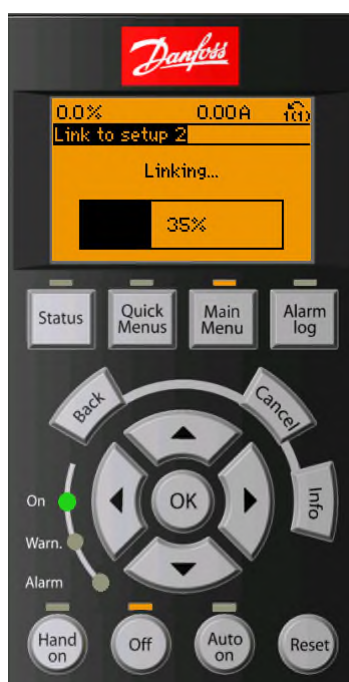 Danfoss
0.0% 0.00A 1(1)
Link to setup 2
Linking...
35%
Status
Quick Menus
Main Menu
Alarm log
Back
Cancel
Info
OK
On
Warn.
Alarm
Hand on
Off
Auto on
Reset